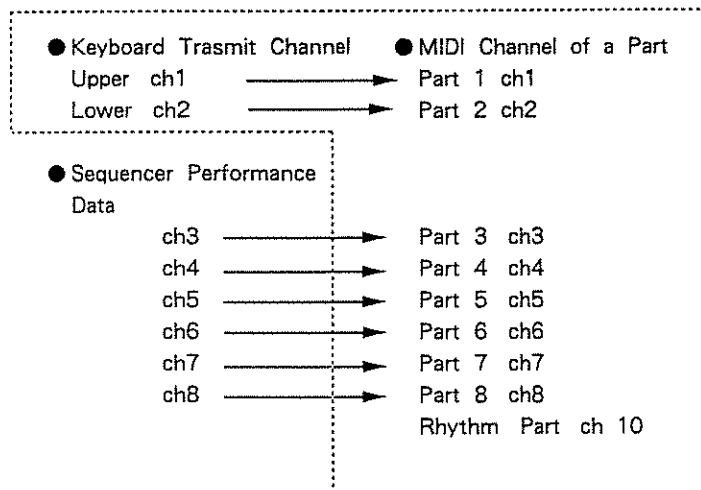 ● Keyboard Trasmit Channel ● MIDI Channel of a Part
Upper ch1 Part 1 ch1
Lower ch2 Part 2 ch2
● Sequencer Performance
Data
ch3 Part 3 ch3
ch4 Part 4 ch4
ch5 Part 5 ch5
ch6 Part 6 ch6
ch7 Part 7 ch7
ch8 Part 8 ch8
Rhythm Part ch 10